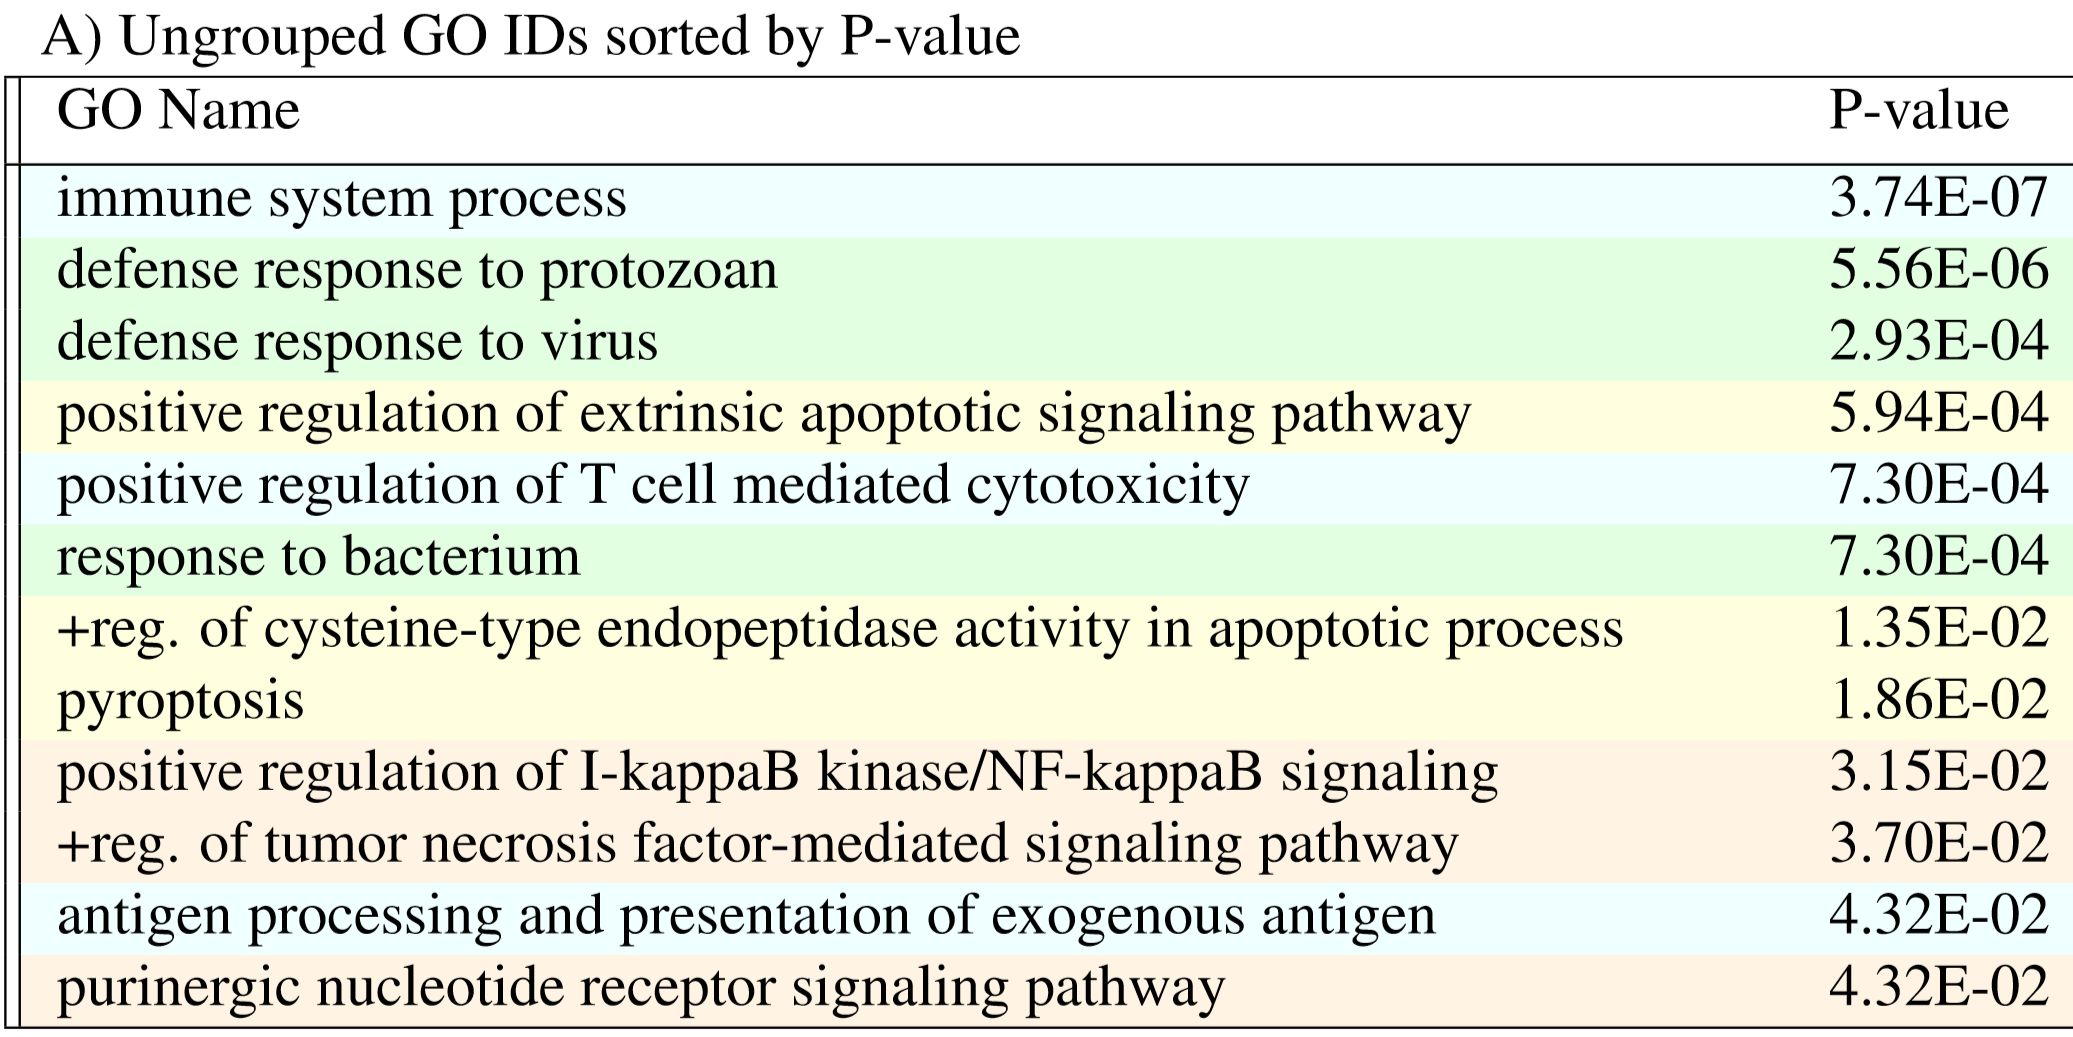 A) Ungrouped GO IDs sorted by P-value
GO Name P-value
immune system process 3.74E-07
defense response to protozoan 5.56E-06
defense response to virus 2.93E-04
positive regulation of extrinsic apoptotic signaling pathway 5.94E-04
positive regulation of T cell mediated cytotoxicity 7.30E-04
response to bacterium 7.30E-04
+reg. of cysteine-type endopeptidase activity in apoptotic process 1.35E-02
pyroptosis 1.86E-02
positive regulation of I-kappaB kinase/NF-kappaB signaling 3.15E-02
+reg. of tumor necrosis factor-mediated signaling pathway 3.70E-02
antigen processing and presentation of exogenous antigen 4.32E-02
purinergic nucleotide receptor signaling pathway 4.32E-02